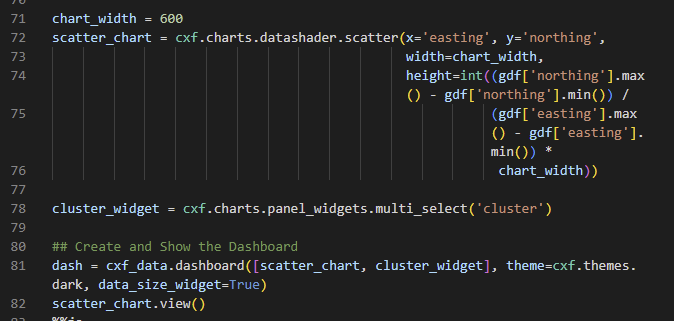 71 chart_width = 600
72 scatter_chart = cxf.charts.datashader.scatter(x='easting', y='northing',
73 width=chart_width,
74 height=int((gdf['northing'].max
() - gdf['northing'].min()) /
75 (gdf['easting'].max
() - gdf['easting'].
min()) *
76 chart_width))
77
78 cluster_widget = cxf.charts.panel_widgets.multi_select('cluster')
79
80 ## Create and Show the Dashboard
81 dash = cxf_data.dashboard([scatter_chart, cluster_widget], theme=cxf.themes.
dark, data_size_widget=True)
82 scatter_chart.view()